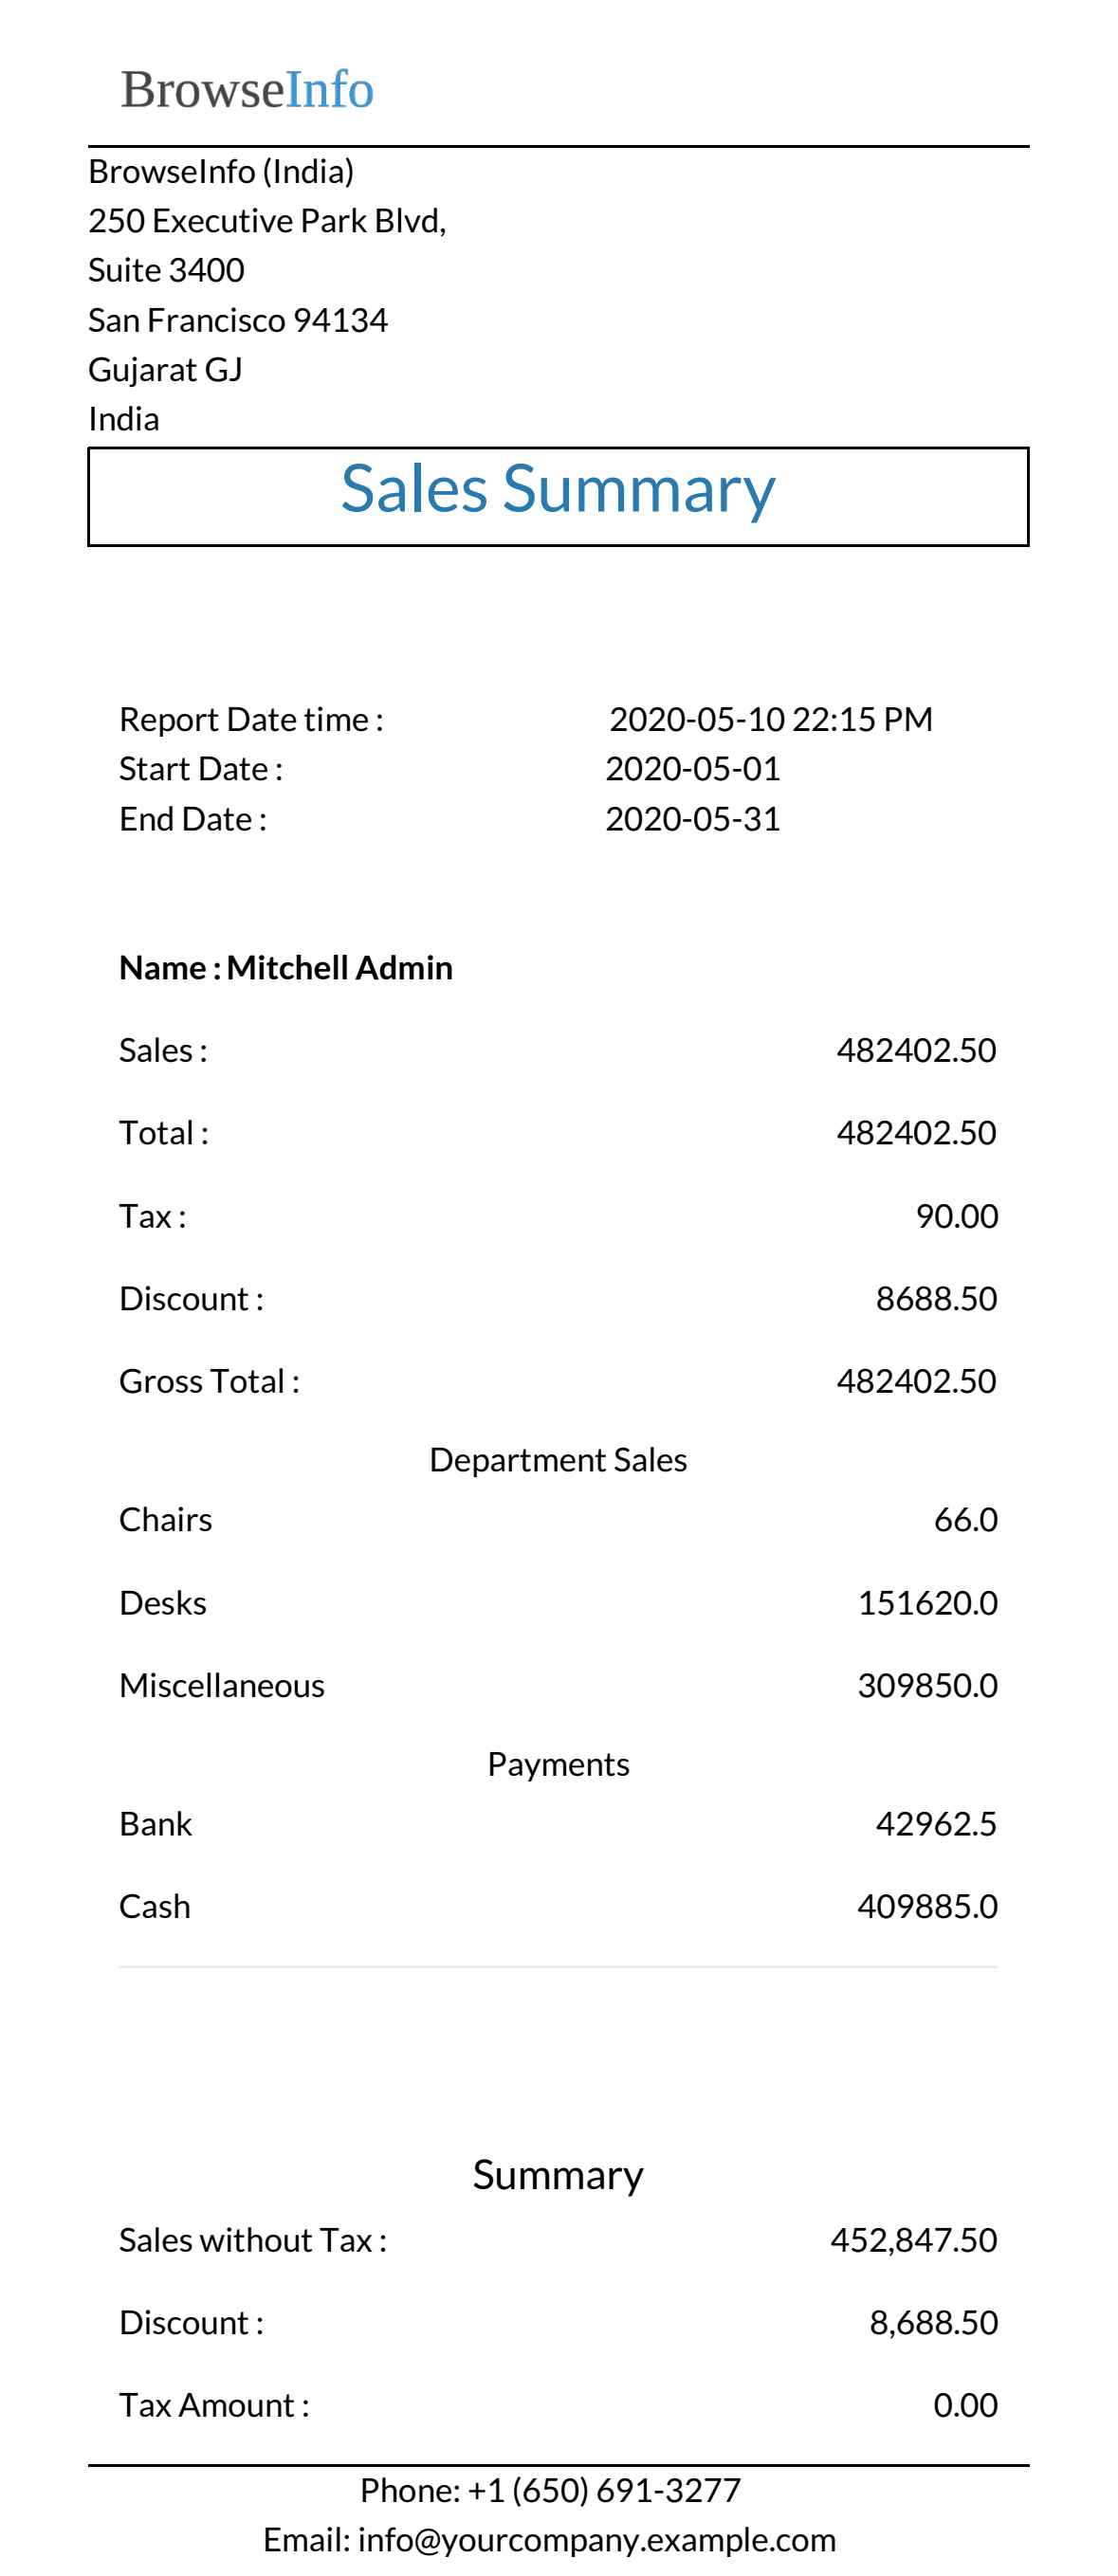 BrowseInfo
BrowseInfo (India)
250 Executive Park Blvd,
Suite 3400
San Francisco 94134
Gujarat GJ
India
Sales Summary
Report Date time : 2020-05-10 22:15 PM
Start Date : 2020-05-01
End Date : 2020-05-31
Name : Mitchell Admin
Sales : 482402.50
Total : 482402.50
Tax : 90.00
Discount : 8688.50
Gross Total : 482402.50
Department Sales
Chairs 66.0
Desks 151620.0
Miscellaneous 309850.0
Payments
Bank 42962.5
Cash 409885.0
Summary
Sales without Tax : 452,847.50
Discount : 8,688.50
Tax Amount : 0.00
Phone: +1 (650) 691-3277
Email: info@yourcompany.example.com